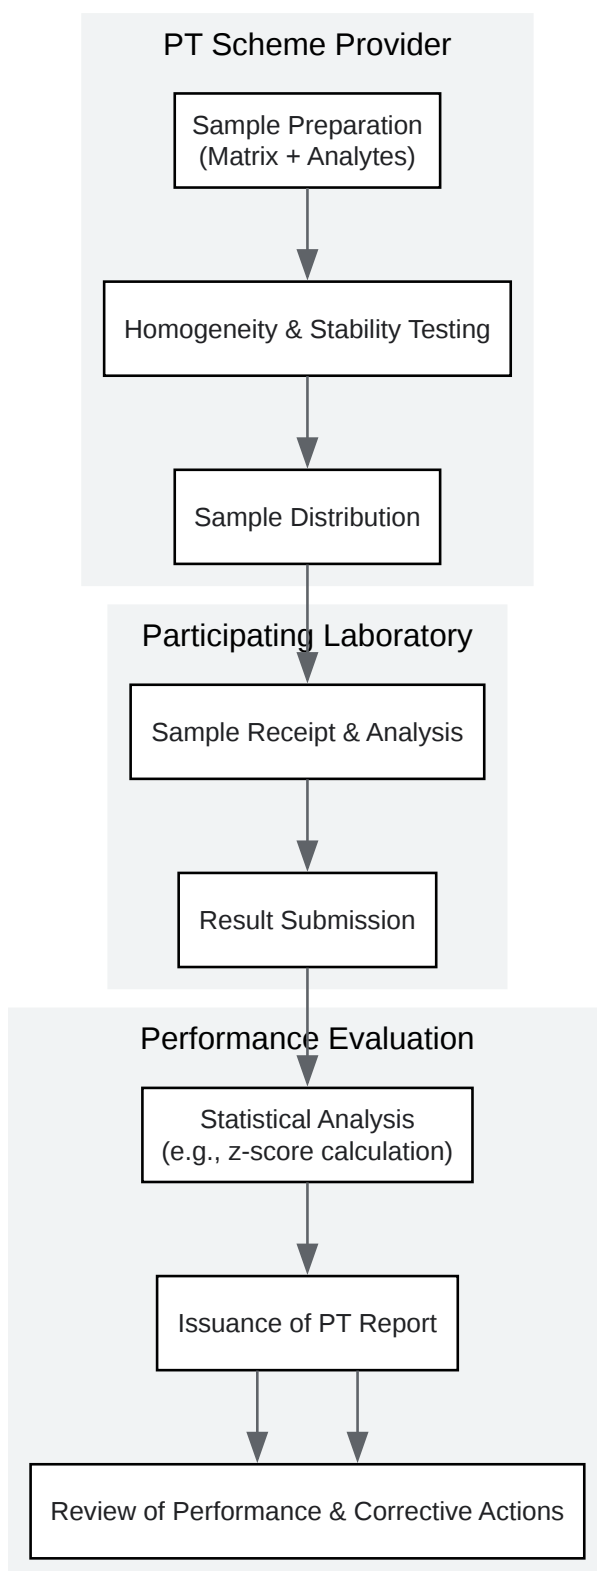 PT Scheme Provider
Sample Preparation
(Matrix + Analytes)
Homogeneity & Stability Testing
Sample Distribution
Participating Laboratory
Sample Receipt & Analysis
Result Submission
Performance Evaluation
Statistical Analysis
(e.g., z-score calculation)
Issuance of PT Report
Review of Performance & Corrective Actions